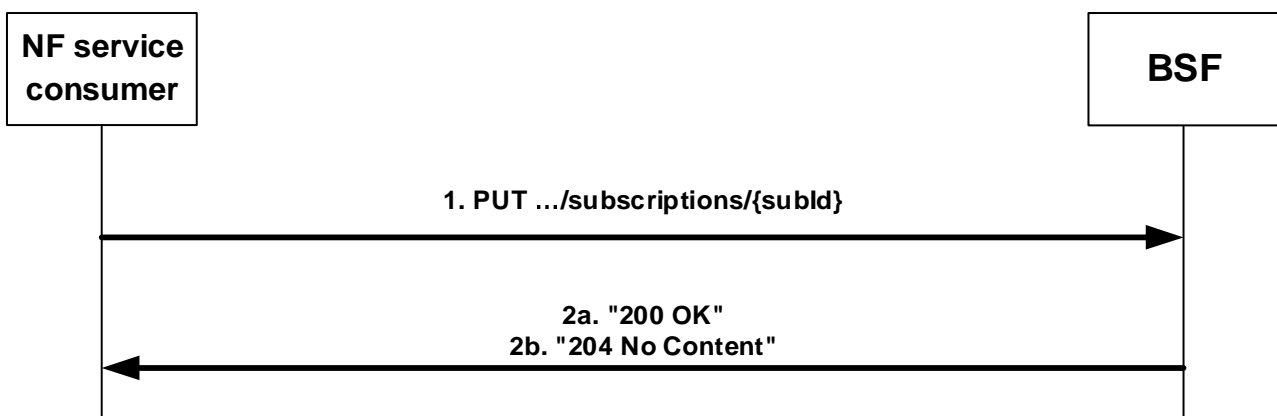 NF service
consumer
BSF
1. PUT …/subscriptions/{subId}
2a. "200 OK"
2b. "204 No Content"